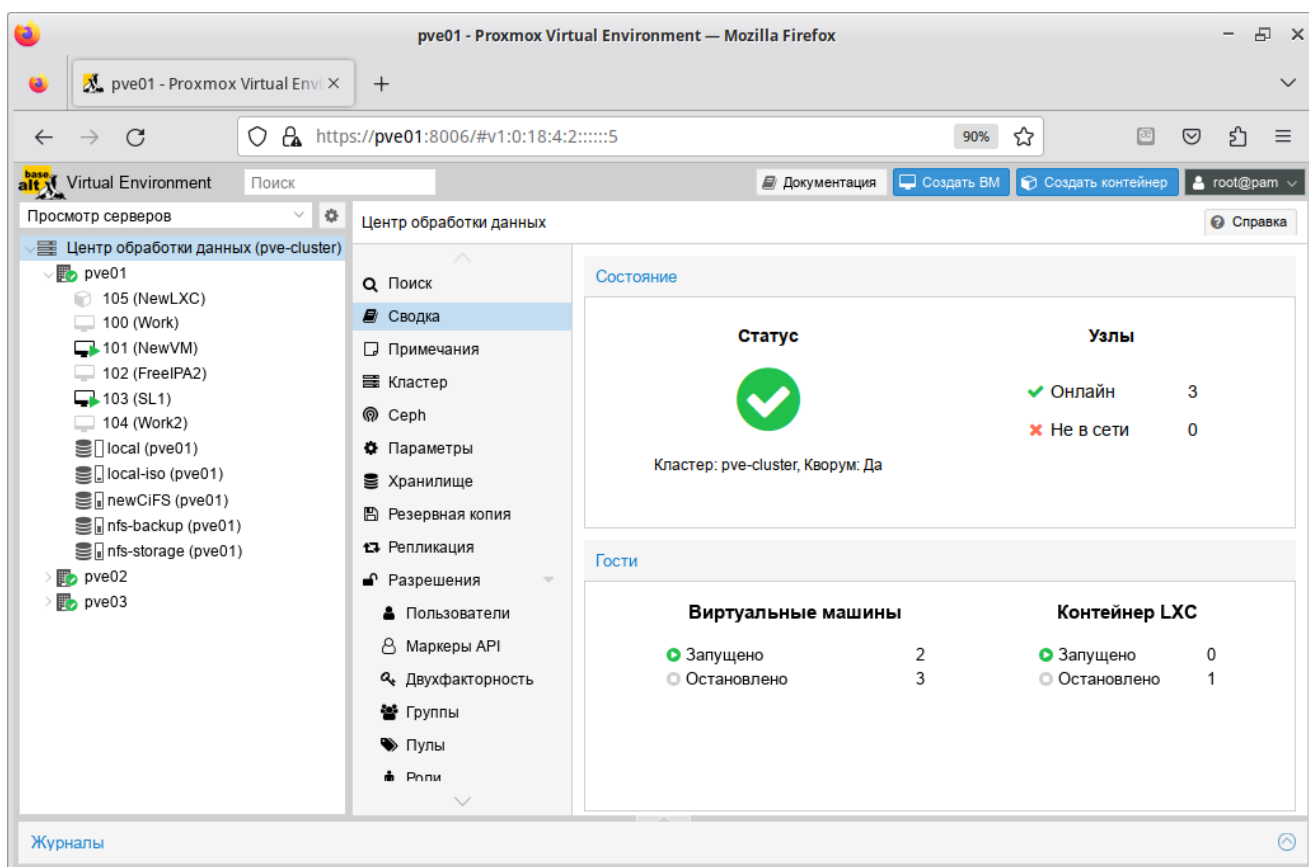 pve01 - Proxmox Virtual Environment — Mozilla Firefox
pve01 - Proxmox Virtual Envi
https://pve01:8006/#v1:0:18:4:2::::::5
90%
base alt Virtual Environment
Поиск
Документация
Создать ВМ
Создать контейнер
root@pam
Просмотр серверов
Центр обработки данных (pve-cluster)
pve01
105 (NewLXC)
100 (Work)
101 (NewVM)
102 (FreeIPA2)
103 (SL1)
104 (Work2)
local (pve01)
local-iso (pve01)
newCiFS (pve01)
nfs-backup (pve01)
nfs-storage (pve01)
pve02
pve03
Центр обработки данных
Справка
Поиск
Сводка
Примечания
Кластер
Ceph
Параметры
Хранилище
Резервная копия
Репликация
Разрешения
Пользователи
Маркеры API
Двухфакторность
Группы
Пулы
Роли
Состояние
Статус
Кластер: pve-cluster, Кворум: Да
Узлы
Онлайн 3
Не в сети 0
Гости
Виртуальные машины
Запущено 2
Остановлено 3
Контейнер LXC
Запущено 0
Остановлено 1
Журналы